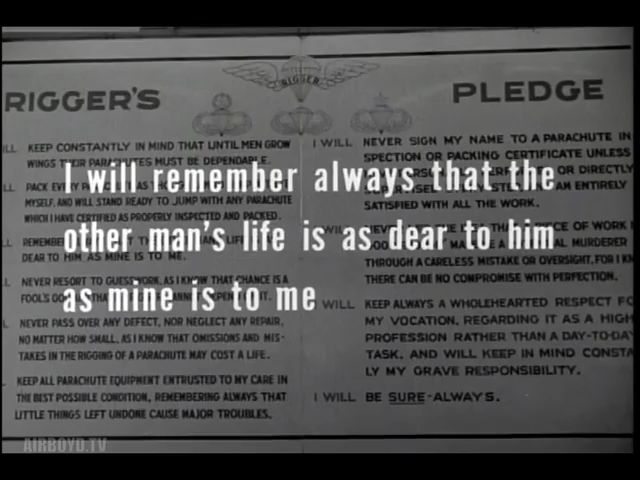 RIGGER'S PLEDGE
RIGGER
I will remember always that the
other man's life is as dear to him
as mine is to me
KEEP CONSTANTLY IN MIND THAT UNTIL MEN GROW
WINGS THEIR PARACHUTES MUST BE DEPENDABLE.
PACK EVERY
MYSELF, AND WILL STAND READY TO JUMP WITH ANY PARACHUTE
WHICH I HAVE CERTIFIED AS PROPERLY INSPECTED AND PACKED.
REMEMBER
DEAR TO HIM AS MINE IS TO ME.
NEVER RESORT TO GUESSWORK, AS I KNOW THAT CHANCE IS A
FOOL'S
NEVER PASS OVER ANY DEFECT, NOR NEGLECT ANY REPAIR,
NO MATTER HOW SMALL, AS I KNOW THAT OMISSIONS AND MIS-
TAKES IN THE RIGGING OF A PARACHUTE MAY COST A LIFE.
KEEP ALL PARACHUTE EQUIPMENT ENTRUSTED TO MY CARE IN
THE BEST POSSIBLE CONDITION, REMEMBERING ALWAYS THAT
LITTLE THINGS LEFT UNDONE CAUSE MAJOR TROUBLES.
I WILL NEVER SIGN MY NAME TO A PARACHUTE IN
SPECTION OR PACKING CERTIFICATE UNLESS
OR DIRECTLY
ENTIRELY
SATISFIED WITH ALL THE WORK.
PIECE OF WORK
MURDERER
THROUGH A CARELESS MISTAKE OR OVERSIGHT, FOR I
THERE CAN BE NO COMPROMISE WITH PERFECTION.
I WILL KEEP ALWAYS A WHOLEHEARTED RESPECT
MY VOCATION, REGARDING IT AS A HIGH
PROFESSION RATHER THAN A DAY-TO-DAY
TASK, AND WILL KEEP IN MIND CONSTA
LY MY GRAVE RESPONSIBILITY.
I WILL BE SURE-ALWAYS.
AIRBOYD.TV